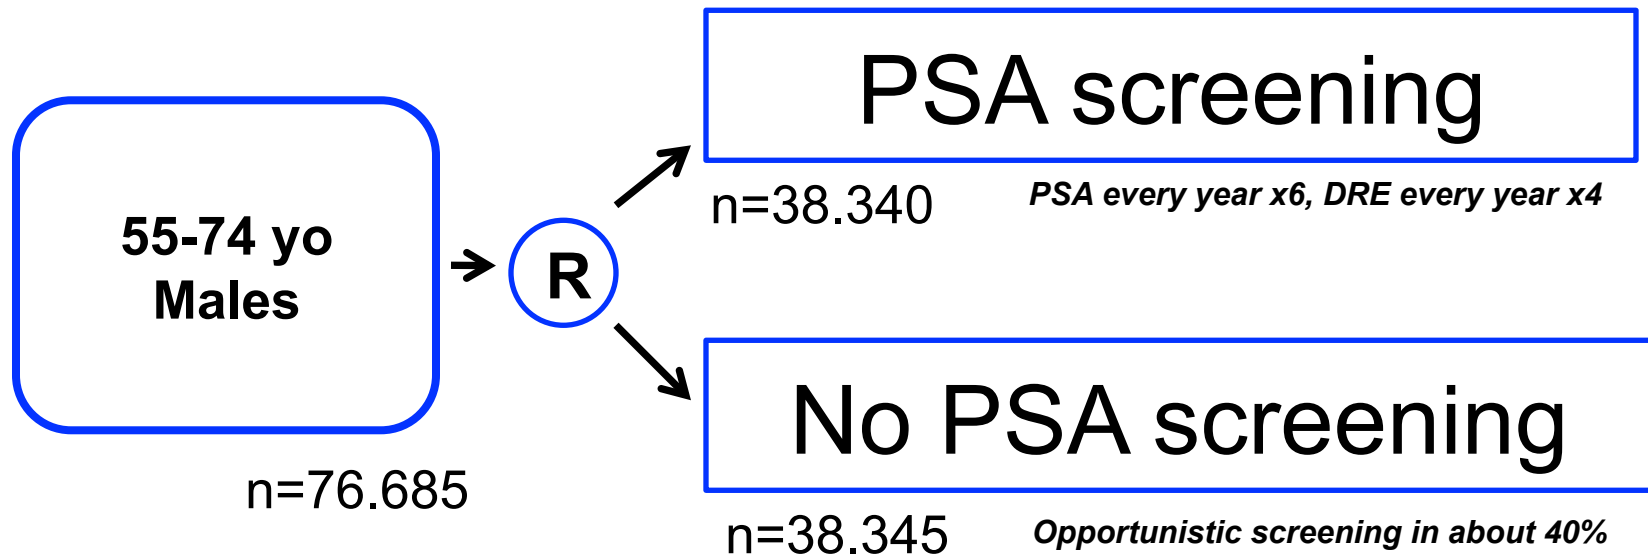 55-74 yo
Males
n=76.685
R
PSA screening
n=38.340
PSA every year x6, DRE every year x4
No PSA screening
n=38.345
Opportunistic screening in about 40%